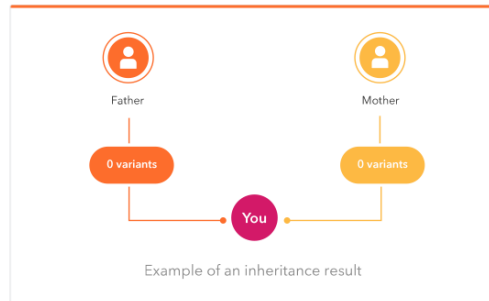 Father
Mother
0 variants
0 variants
You
Example of an inheritance result